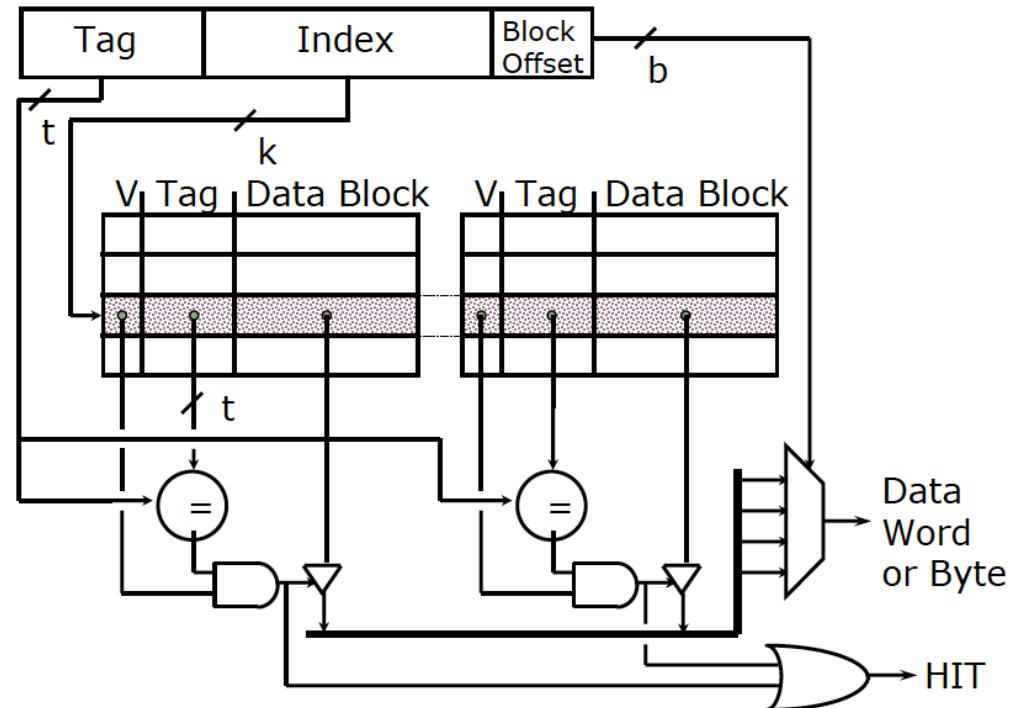 Tag
Index
Block
Offset
b
t
k
V Tag Data Block
V Tag Data Block
t
=
=
Data
Word
or Byte
HIT